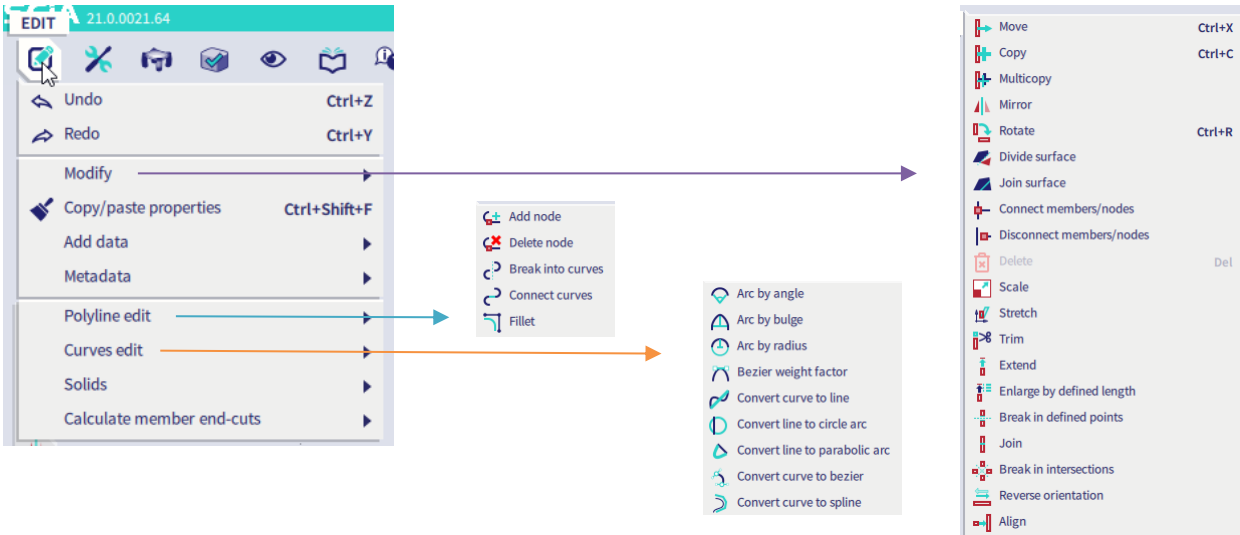 EDIT
21.0.0021.64
Undo Ctrl+Z
Redo Ctrl+Y
Modify
Copy/paste properties Ctrl+Shift+F
Add data
Metadata
Polyline edit
Curves edit
Solids
Calculate member end-cuts
Add node
Delete node
Break into curves
Connect curves
Fillet
Arc by angle
Arc by bulge
Arc by radius
Bezier weight factor
Convert curve to line
Convert line to circle arc
Convert line to parabolic arc
Convert curve to bezier
Convert curve to spline
Move Ctrl+X
Copy Ctrl+C
Multicopy
Mirror
Rotate Ctrl+R
Divide surface
Join surface
Connect members/nodes
Disconnect members/nodes
Delete Del
Scale
Stretch
Trim
Extend
Enlarge by defined length
Break in defined points
Join
Break in intersections
Reverse orientation
Align